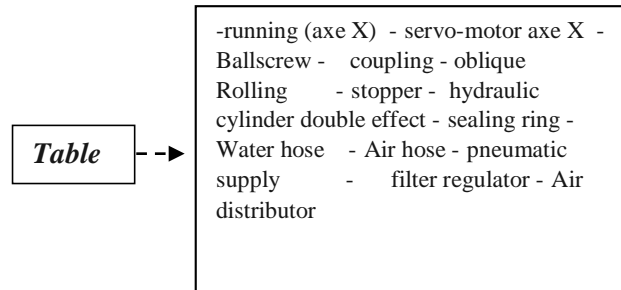 Table
-running (axe X) - servo-motor axe X -
Ballscrew - coupling - oblique
Rolling - stopper - hydraulic
cylinder double effect - sealing ring -
Water hose - Air hose - pneumatic
supply - filter regulator - Air
distributor